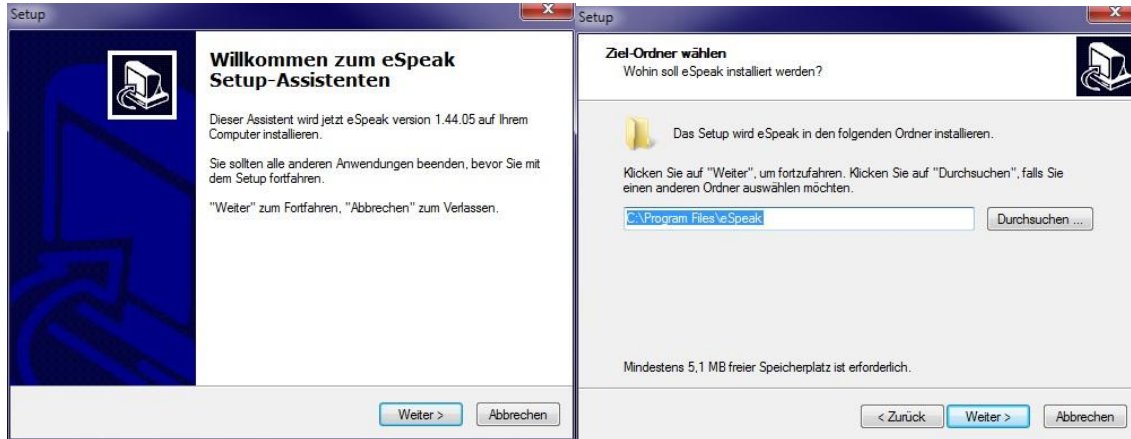 Setup
Willkommen zum eSpeak
Setup-Assistenten
Dieser Assistent wird jetzt eSpeak version 1.44.05 auf Ihrem
Computer installieren.
Sie sollten alle anderen Anwendungen beenden, bevor Sie mit
dem Setup fortfahren.
"Weiter" zum Fortfahren, "Abbrechen" zum Verlassen.
Weiter >
Abbrechen
Setup
Ziel-Ordner wählen
Wohin soll eSpeak installiert werden?
Das Setup wird eSpeak in den folgenden Ordner installieren.
Klicken Sie auf "Weiter", um fortzufahren. Klicken Sie auf "Durchsuchen", falls Sie
einen anderen Ordner auswählen möchten.
C:\Program Files\eSpeak
Durchsuchen ...
Mindestens 5,1 MB freier Speicherplatz ist erforderlich.
< Zurück
Weiter >
Abbrechen